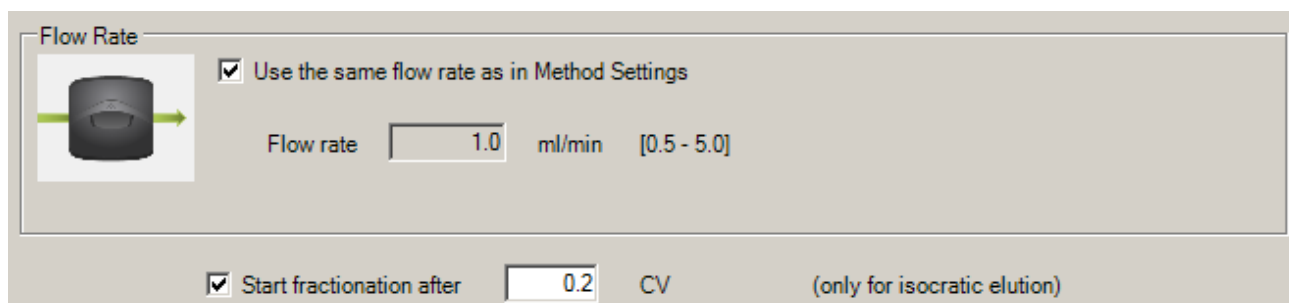 Flow Rate
Use the same flow rate as in Method Settings
Flow rate 1.0 ml/min [0.5 - 5.0]
Start fractionation after 0.2 CV (only for isocratic elution)